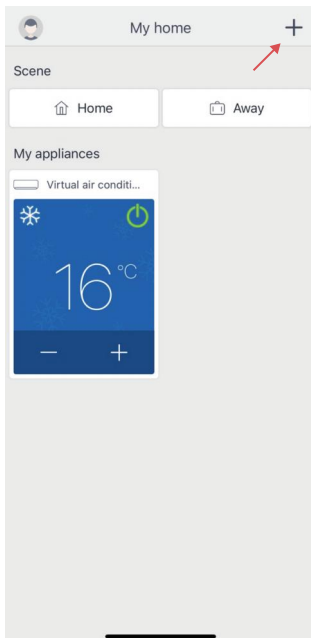 My home
Scene
Home
Away
My appliances
Virtual air conditi...
16 °C